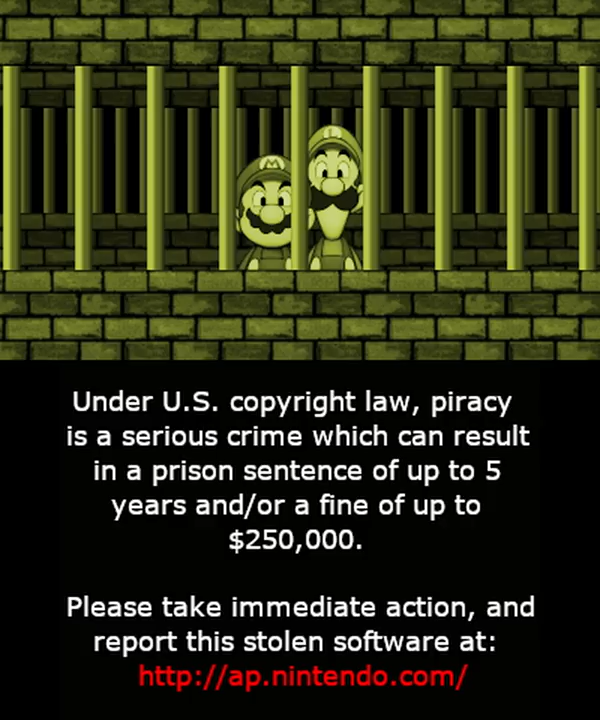 M
L
Under U.S. copyright law, piracy
is a serious crime which can result
in a prison sentence of up to 5
years and/or a fine of up to
$250,000.
Please take immediate action, and
report this stolen software at:
http://ap.nintendo.com/